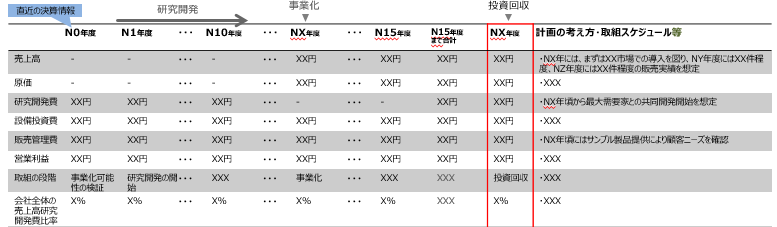 直近の決算情報
研究開発
事業化
投資回収
N0年度 N1年度 ・・・ N10年度 ・・・ NX年度 ・・・ N15年度 N15年度まで合計 NX年度 計画の考え方・取組スケジュール等
売上高 - - ・・・ - ・・・ XX円 ・・・ XX円 XX円 XX円 ・NX年には、まずはXX市場での導入を図り、NY年度にはXX件程
度、NZ年度にはXX件程度の販売実績を想定
原価 - - ・・・ - ・・・ XX円 ・・・ XX円 XX円 XX円 ・XXX
研究開発費 XX円 XX円 ・・・ XX円 ・・・ - ・・・ - XX円 XX円 ・NX年頃から最大需要家との共同開発開始を想定
設備投資費 XX円 XX円 ・・・ XX円 ・・・ XX円 ・・・ XX円 XX円 XX円 ・XXX
販売管理費 XX円 XX円 ・・・ XX円 ・・・ XX円 ・・・ XX円 XX円 XX円 ・NX年頃にはサンプル製品提供により顧客ニーズを確認
営業利益 XX円 XX円 ・・・ XX円 ・・・ XX円 ・・・ XX円 XX円 XX円 ・XXX
取組の段階 事業化可能 研究開発の開 ・・・ XXX ・・・ 事業化 ・・・ XXX XXX 投資回収 ・XXX
性の検証 始
会社全体の X% X% ・・・ X% ・・・ X% ・・・ X% XXX X% ・XXX
売上高研究
開発費比率